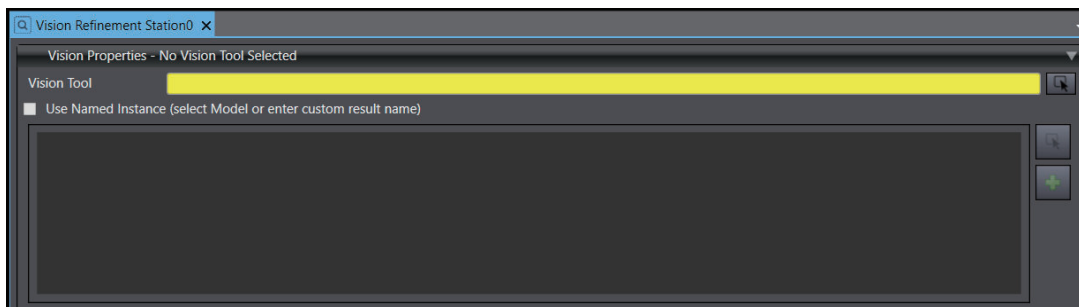 Vision Refinement Station0
Vision Properties - No Vision Tool Selected
Vision Tool
Use Named Instance (select Model or enter custom result name)